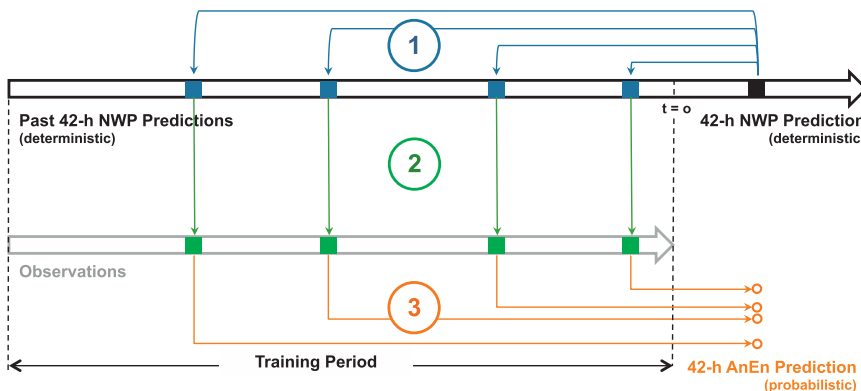 1
t = o
Past 42-h NWP Predictions
(deterministic)
42-h NWP Prediction
(deterministic)
2
Observations
3
Training Period
42-h AnEn Prediction
(probabilistic)